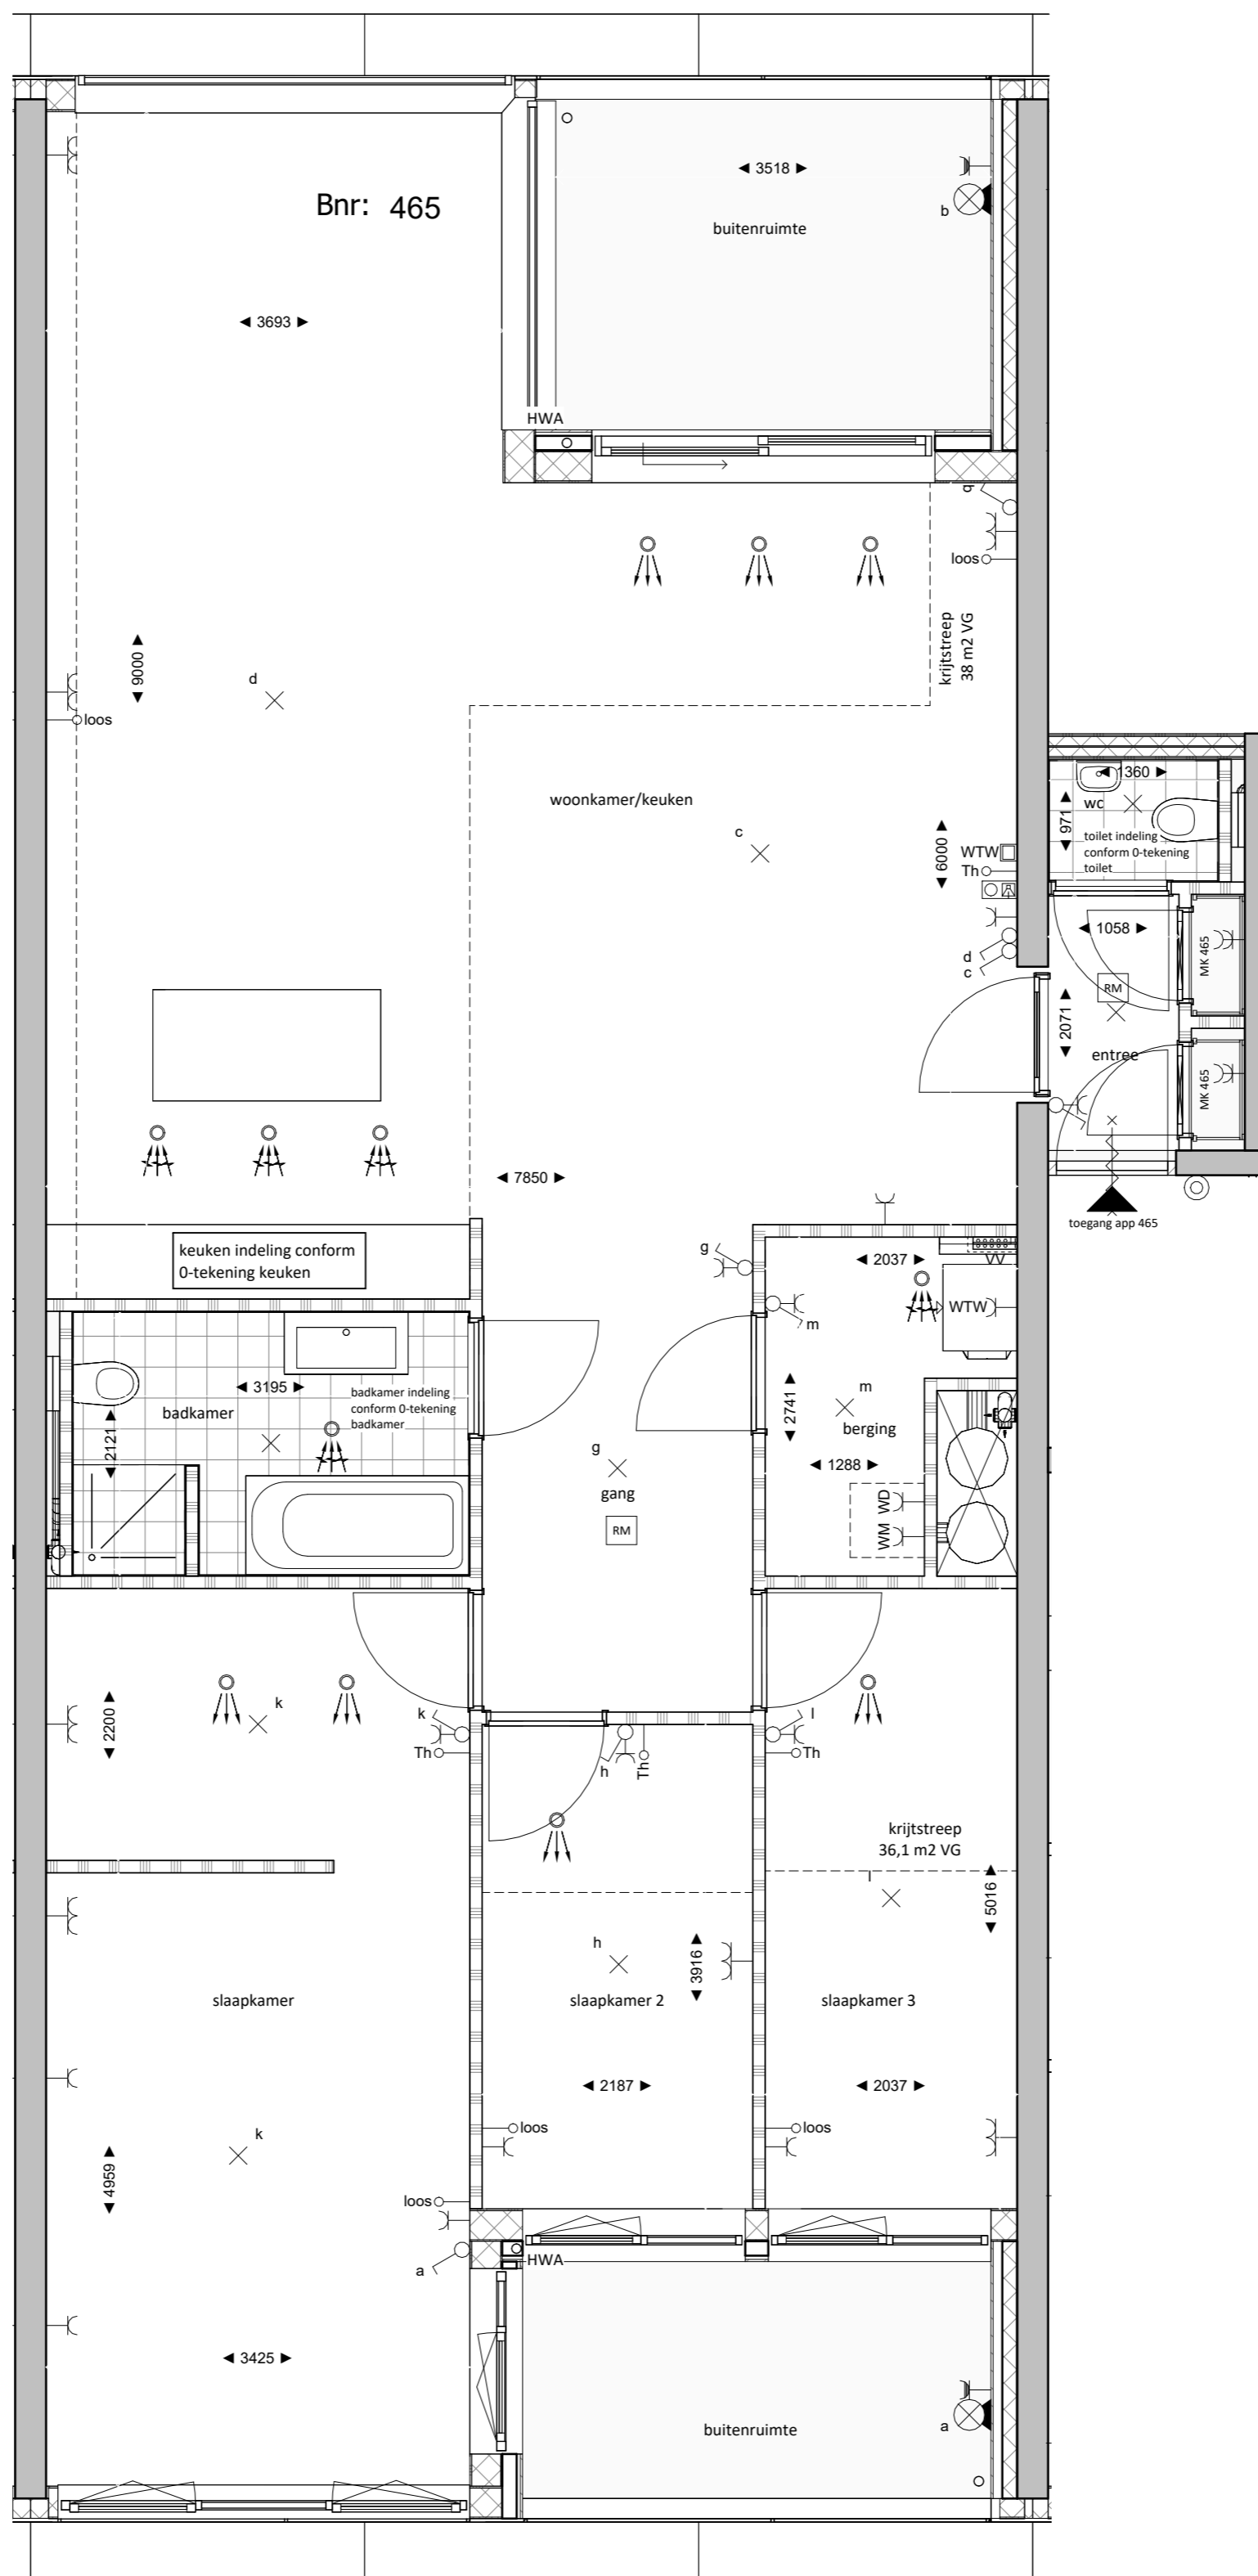 ◄ 3518 ►
Bnr: 465
b
buitenruimte
◄ 3693 ►
HWA
b
loos
krijtstreep
38 m2 VG
◄ 9000 ►
d
loos
woonkamer/keuken
c
◄ 6000 ►
WTW
Th
d
c
◄ 1360 ►
wc
◄ 971 ►
toilet indeling
conform 0-tekening
toilet
◄ 1058 ►
MK 465
RM
◄ 2071 ►
entree
MK 465
toegang app 465
◄ 7850 ►
keuken indeling conform
0-tekening keuken
g
◄ 2037 ►
VV
WTW
m
◄ 3195 ►
badkamer indeling
conform 0-tekening
badkamer
badkamer
◄ 2121 ►
m
◄ 2741 ►
berging
g
gang
◄ 1288 ►
WD
WM
RM
k
◄ 2200 ►
k
Th
h
Th
l
Th
krijtstreep
36,1 m2 VG
l
◄ 5016 ►
h
◄ 3916 ►
slaapkamer
slaapkamer 2
slaapkamer 3
◄ 2187 ►
◄ 2037 ►
loos
loos
k
◄ 4959 ►
loos
a
HWA
◄ 3425 ►
a
buitenruimte